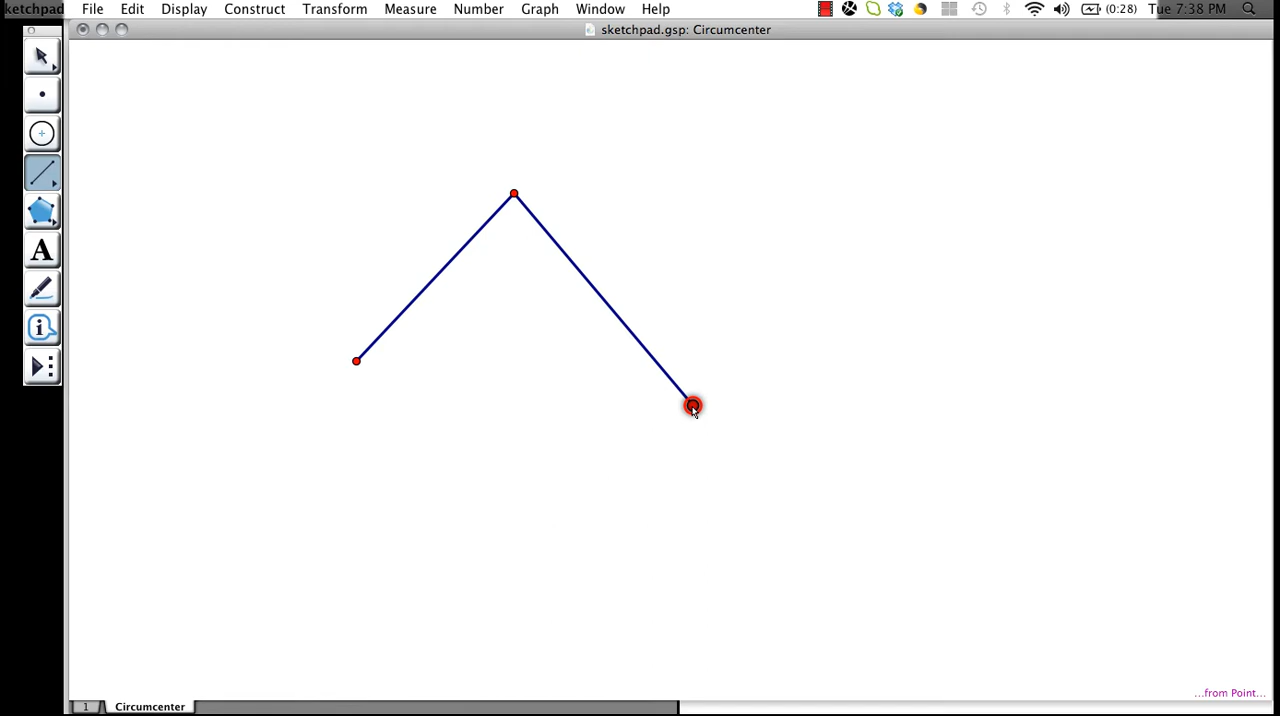 ketchpad File Edit Display Construct Transform Measure Number Graph Window Help (0:28) Tue 7:38 PM
sketchpad.gsp: Circumcenter
A
i
...from Point...
1 Circumcenter